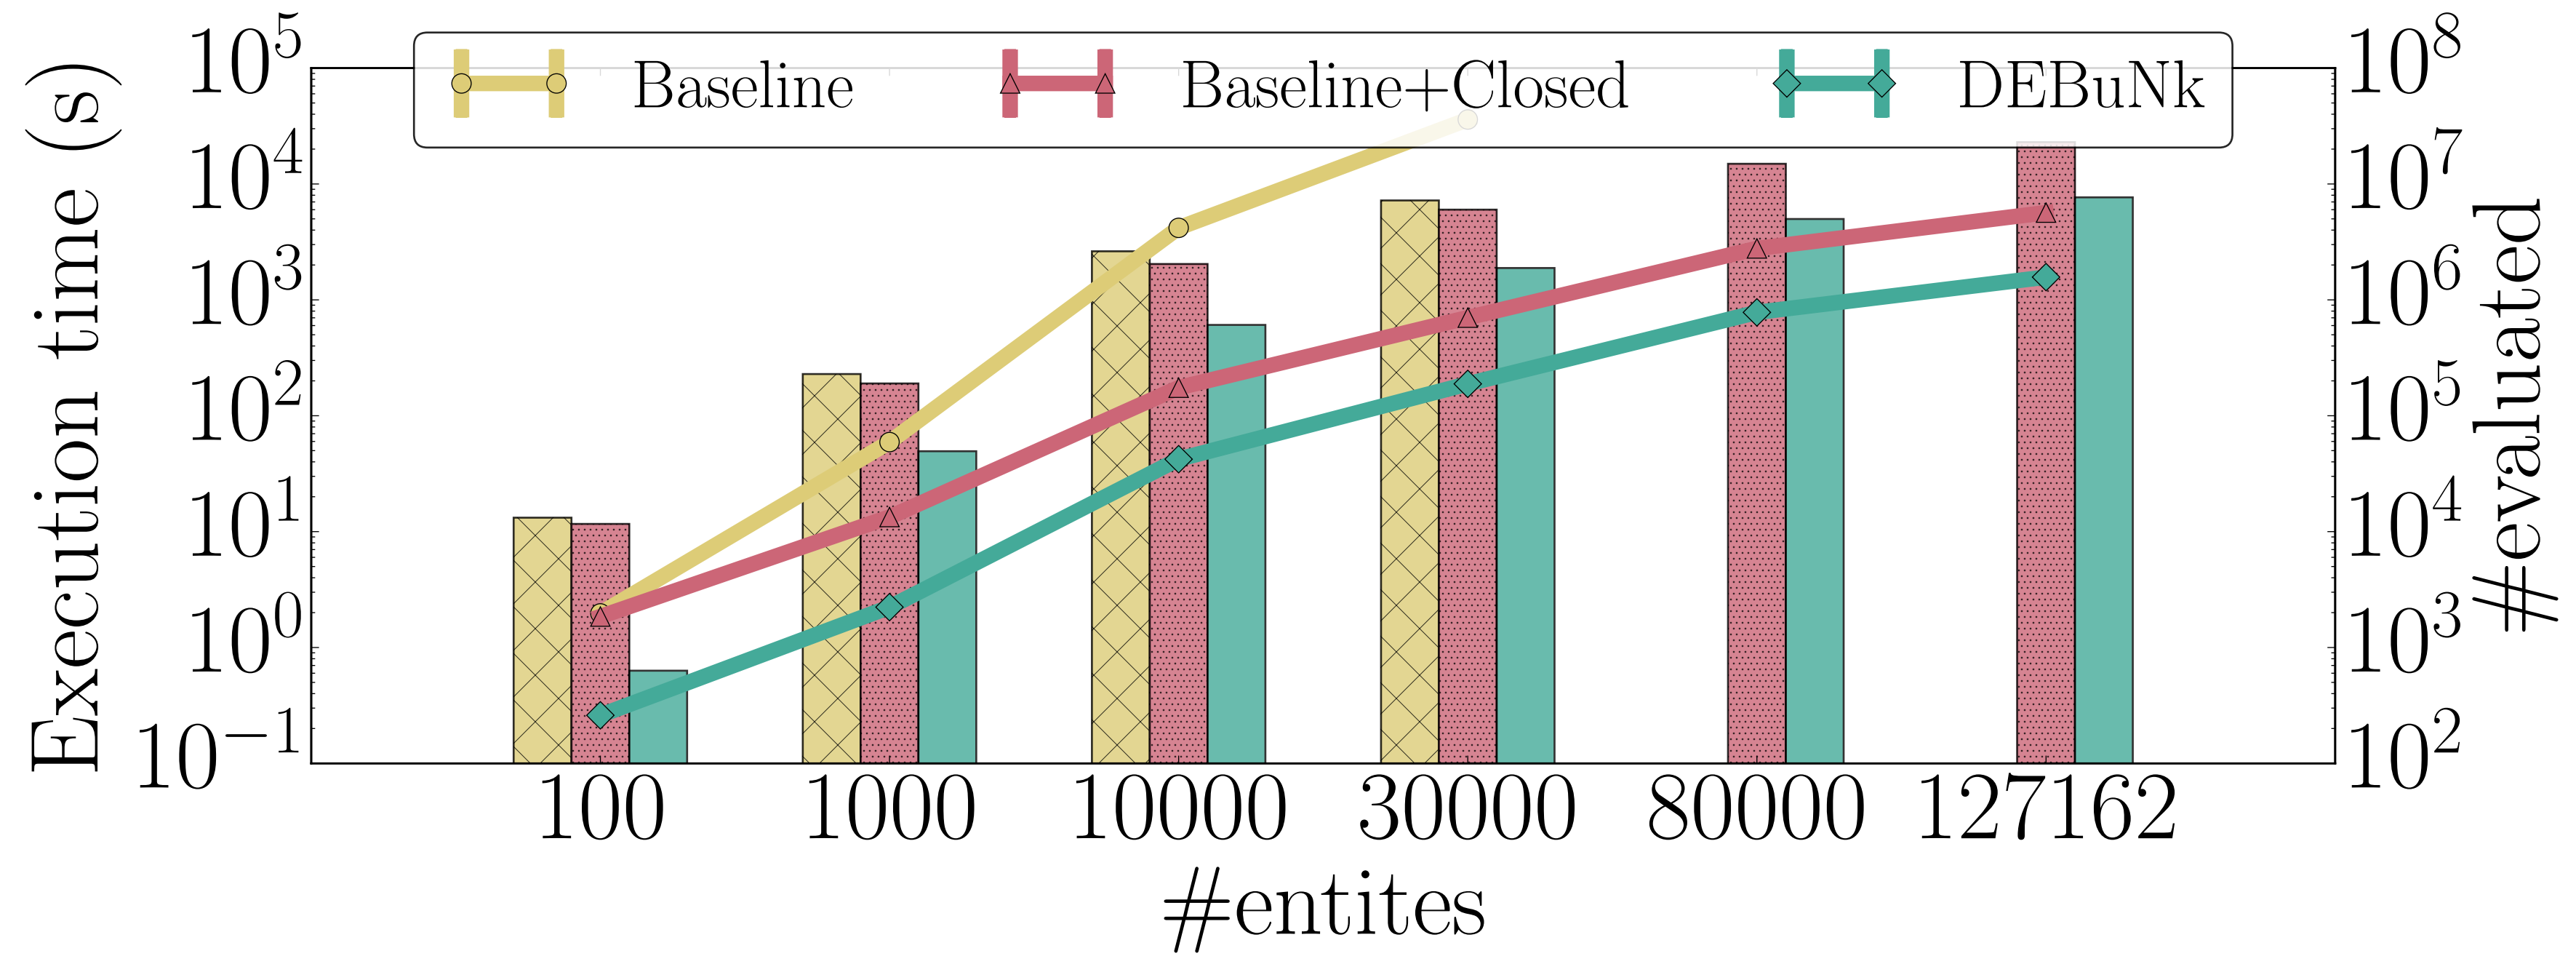 Baseline Baseline+Closed DEBuNk
Execution time (s)
10^5
10^4
10^3
10^2
10^1
10^0
10^−1
10^8
10^7
10^6
10^5
10^4
10^3
10^2
#evaluated
100 1000 10000 30000 80000 127162
#entites